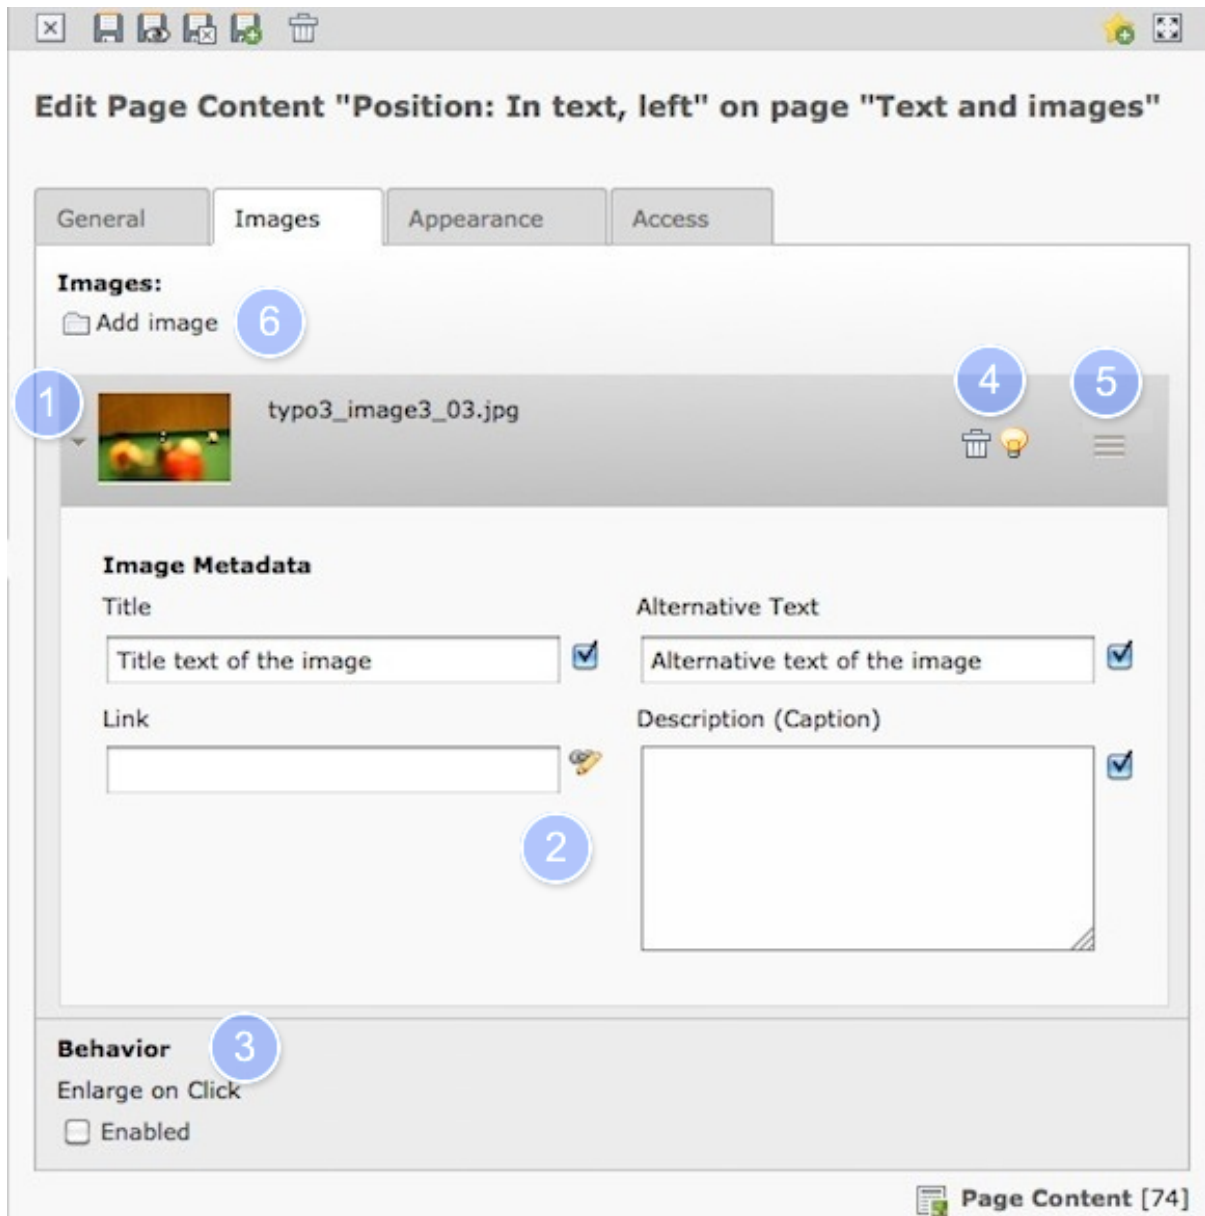 Edit Page Content "Position: In text, left" on page "Text and images"
General Images Appearance Access
Images:
Add image 6
1 typo3_image3_03.jpg 4 5
Image Metadata
Title Alternative Text
Title text of the image Alternative text of the image
Link Description (Caption)
2
Behavior 3
Enlarge on Click
Enabled
Page Content [74]